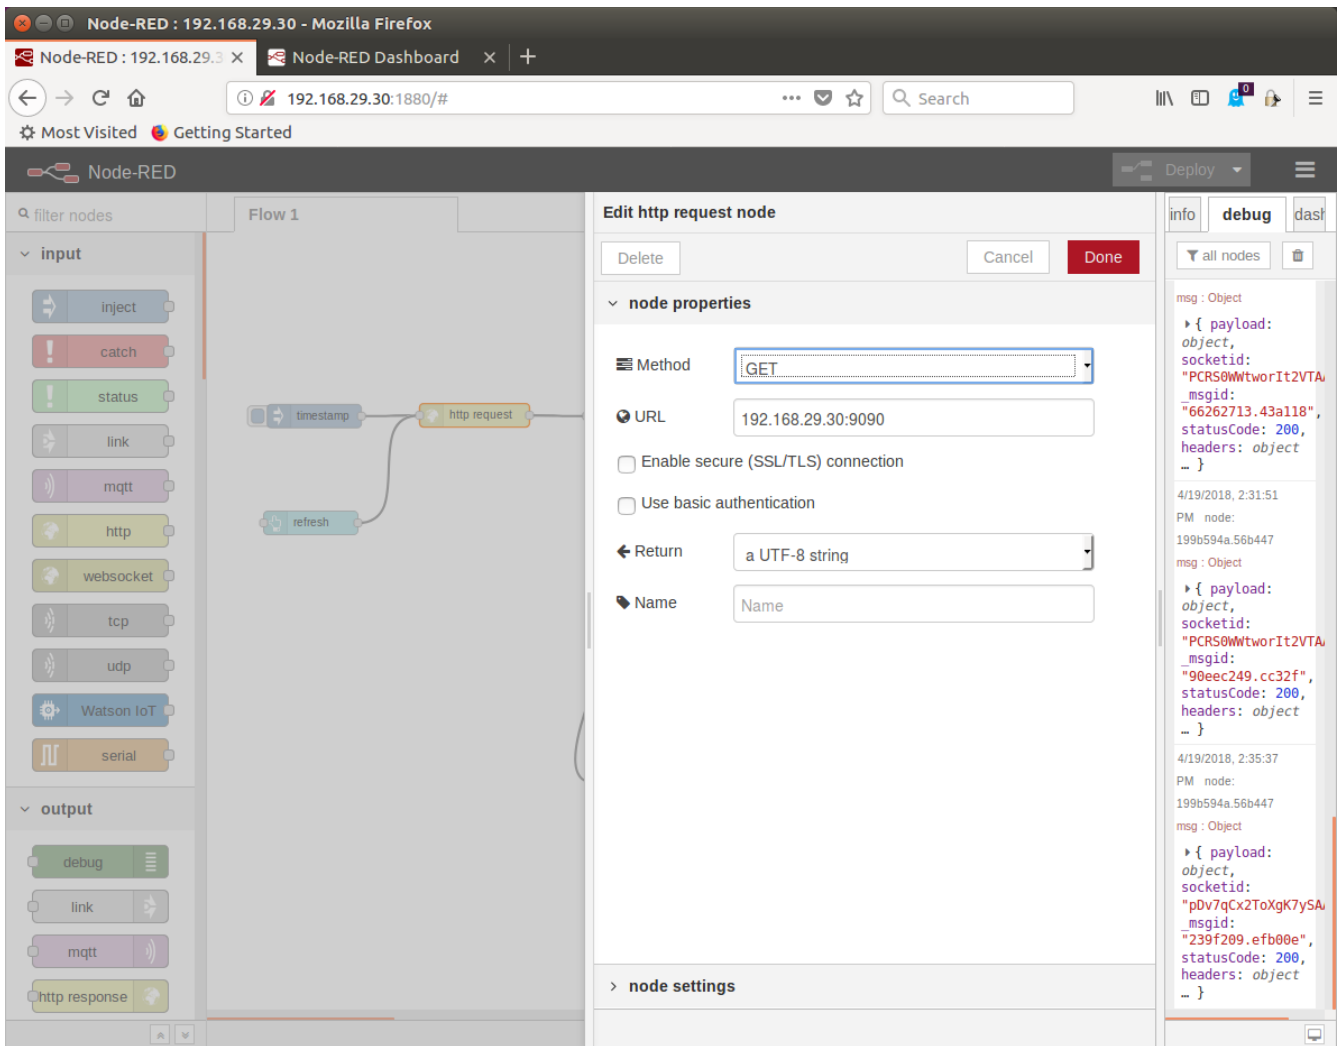 Node-RED : 192.168.29.30 - Mozilla Firefox
Node-RED : 192.168.29.3
Node-RED Dashboard
192.168.29.30:1880/#
Search
0
Most Visited
Getting Started
Node-RED
Deploy
filter nodes
input
inject
catch
status
link
mqtt
http
websocket
tcp
udp
Watson IoT
serial
output
debug
link
mqtt
http response
Flow 1
timestamp
http request
refresh
Edit http request node
Delete
Cancel
Done
node properties
Method
GET
URL
192.168.29.30:9090
Enable secure (SSL/TLS) connection
Use basic authentication
Return
a UTF-8 string
Name
Name
node settings
info
debug
dash
all nodes
msg : Object
{ payload:
object,
socketid:
"PCRS0WWtworIt2VTAA
_msgid:
"66262713.43a118",
statusCode: 200,
headers: object
… }
4/19/2018, 2:31:51
PM node:
199b594a.56b447
msg : Object
{ payload:
object,
socketid:
"PCRS0WWtworIt2VTAA
_msgid:
"90eec249.cc32f",
statusCode: 200,
headers: object
… }
4/19/2018, 2:35:37
PM node:
199b594a.56b447
msg : Object
{ payload:
object,
socketid:
"pDv7qCx2ToXgK7ySAA
_msgid:
"239f209.efb00e",
statusCode: 200,
headers: object
… }